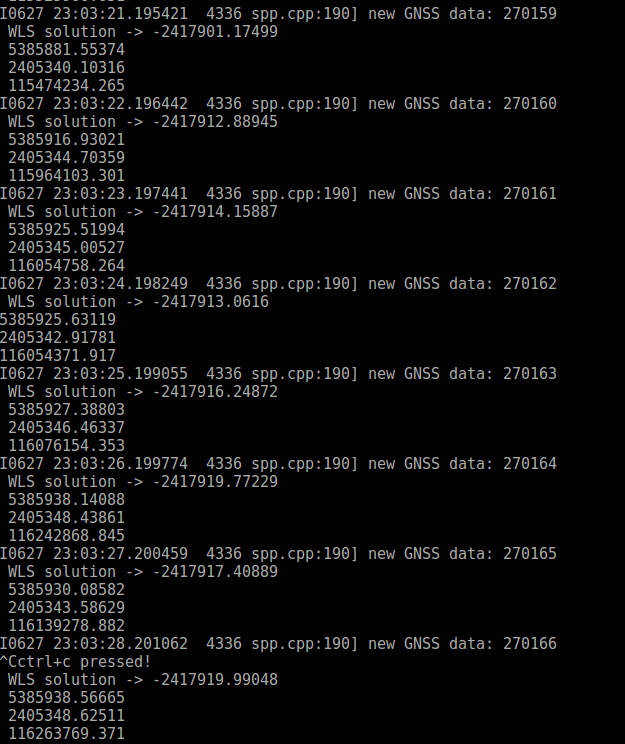 I0627 23:03:21.195421  4336 spp.cpp:190] new GNSS data: 270159
 WLS solution -> -2417901.17499
 5385881.55374
 2405340.10316
 115474234.265
I0627 23:03:22.196442  4336 spp.cpp:190] new GNSS data: 270160
 WLS solution -> -2417912.88945
 5385916.93021
 2405344.70359
 115964103.301
I0627 23:03:23.197441  4336 spp.cpp:190] new GNSS data: 270161
 WLS solution -> -2417914.15887
 5385925.51994
 2405345.00527
 116054758.264
I0627 23:03:24.198249  4336 spp.cpp:190] new GNSS data: 270162
 WLS solution -> -2417913.0616
5385925.63119
2405342.91781
116054371.917
I0627 23:03:25.199055  4336 spp.cpp:190] new GNSS data: 270163
 WLS solution -> -2417916.24872
 5385927.38803
 2405346.46337
 116076154.353
I0627 23:03:26.199774  4336 spp.cpp:190] new GNSS data: 270164
 WLS solution -> -2417919.77229
 5385938.14088
 2405348.43861
 116242868.845
I0627 23:03:27.200459  4336 spp.cpp:190] new GNSS data: 270165
 WLS solution -> -2417917.40889
 5385930.08582
 2405343.58629
 116139278.882
I0627 23:03:28.201062  4336 spp.cpp:190] new GNSS data: 270166
^Cctrl+c pressed!
 WLS solution -> -2417919.99048
 5385938.56665
 2405348.62511
 116263769.371